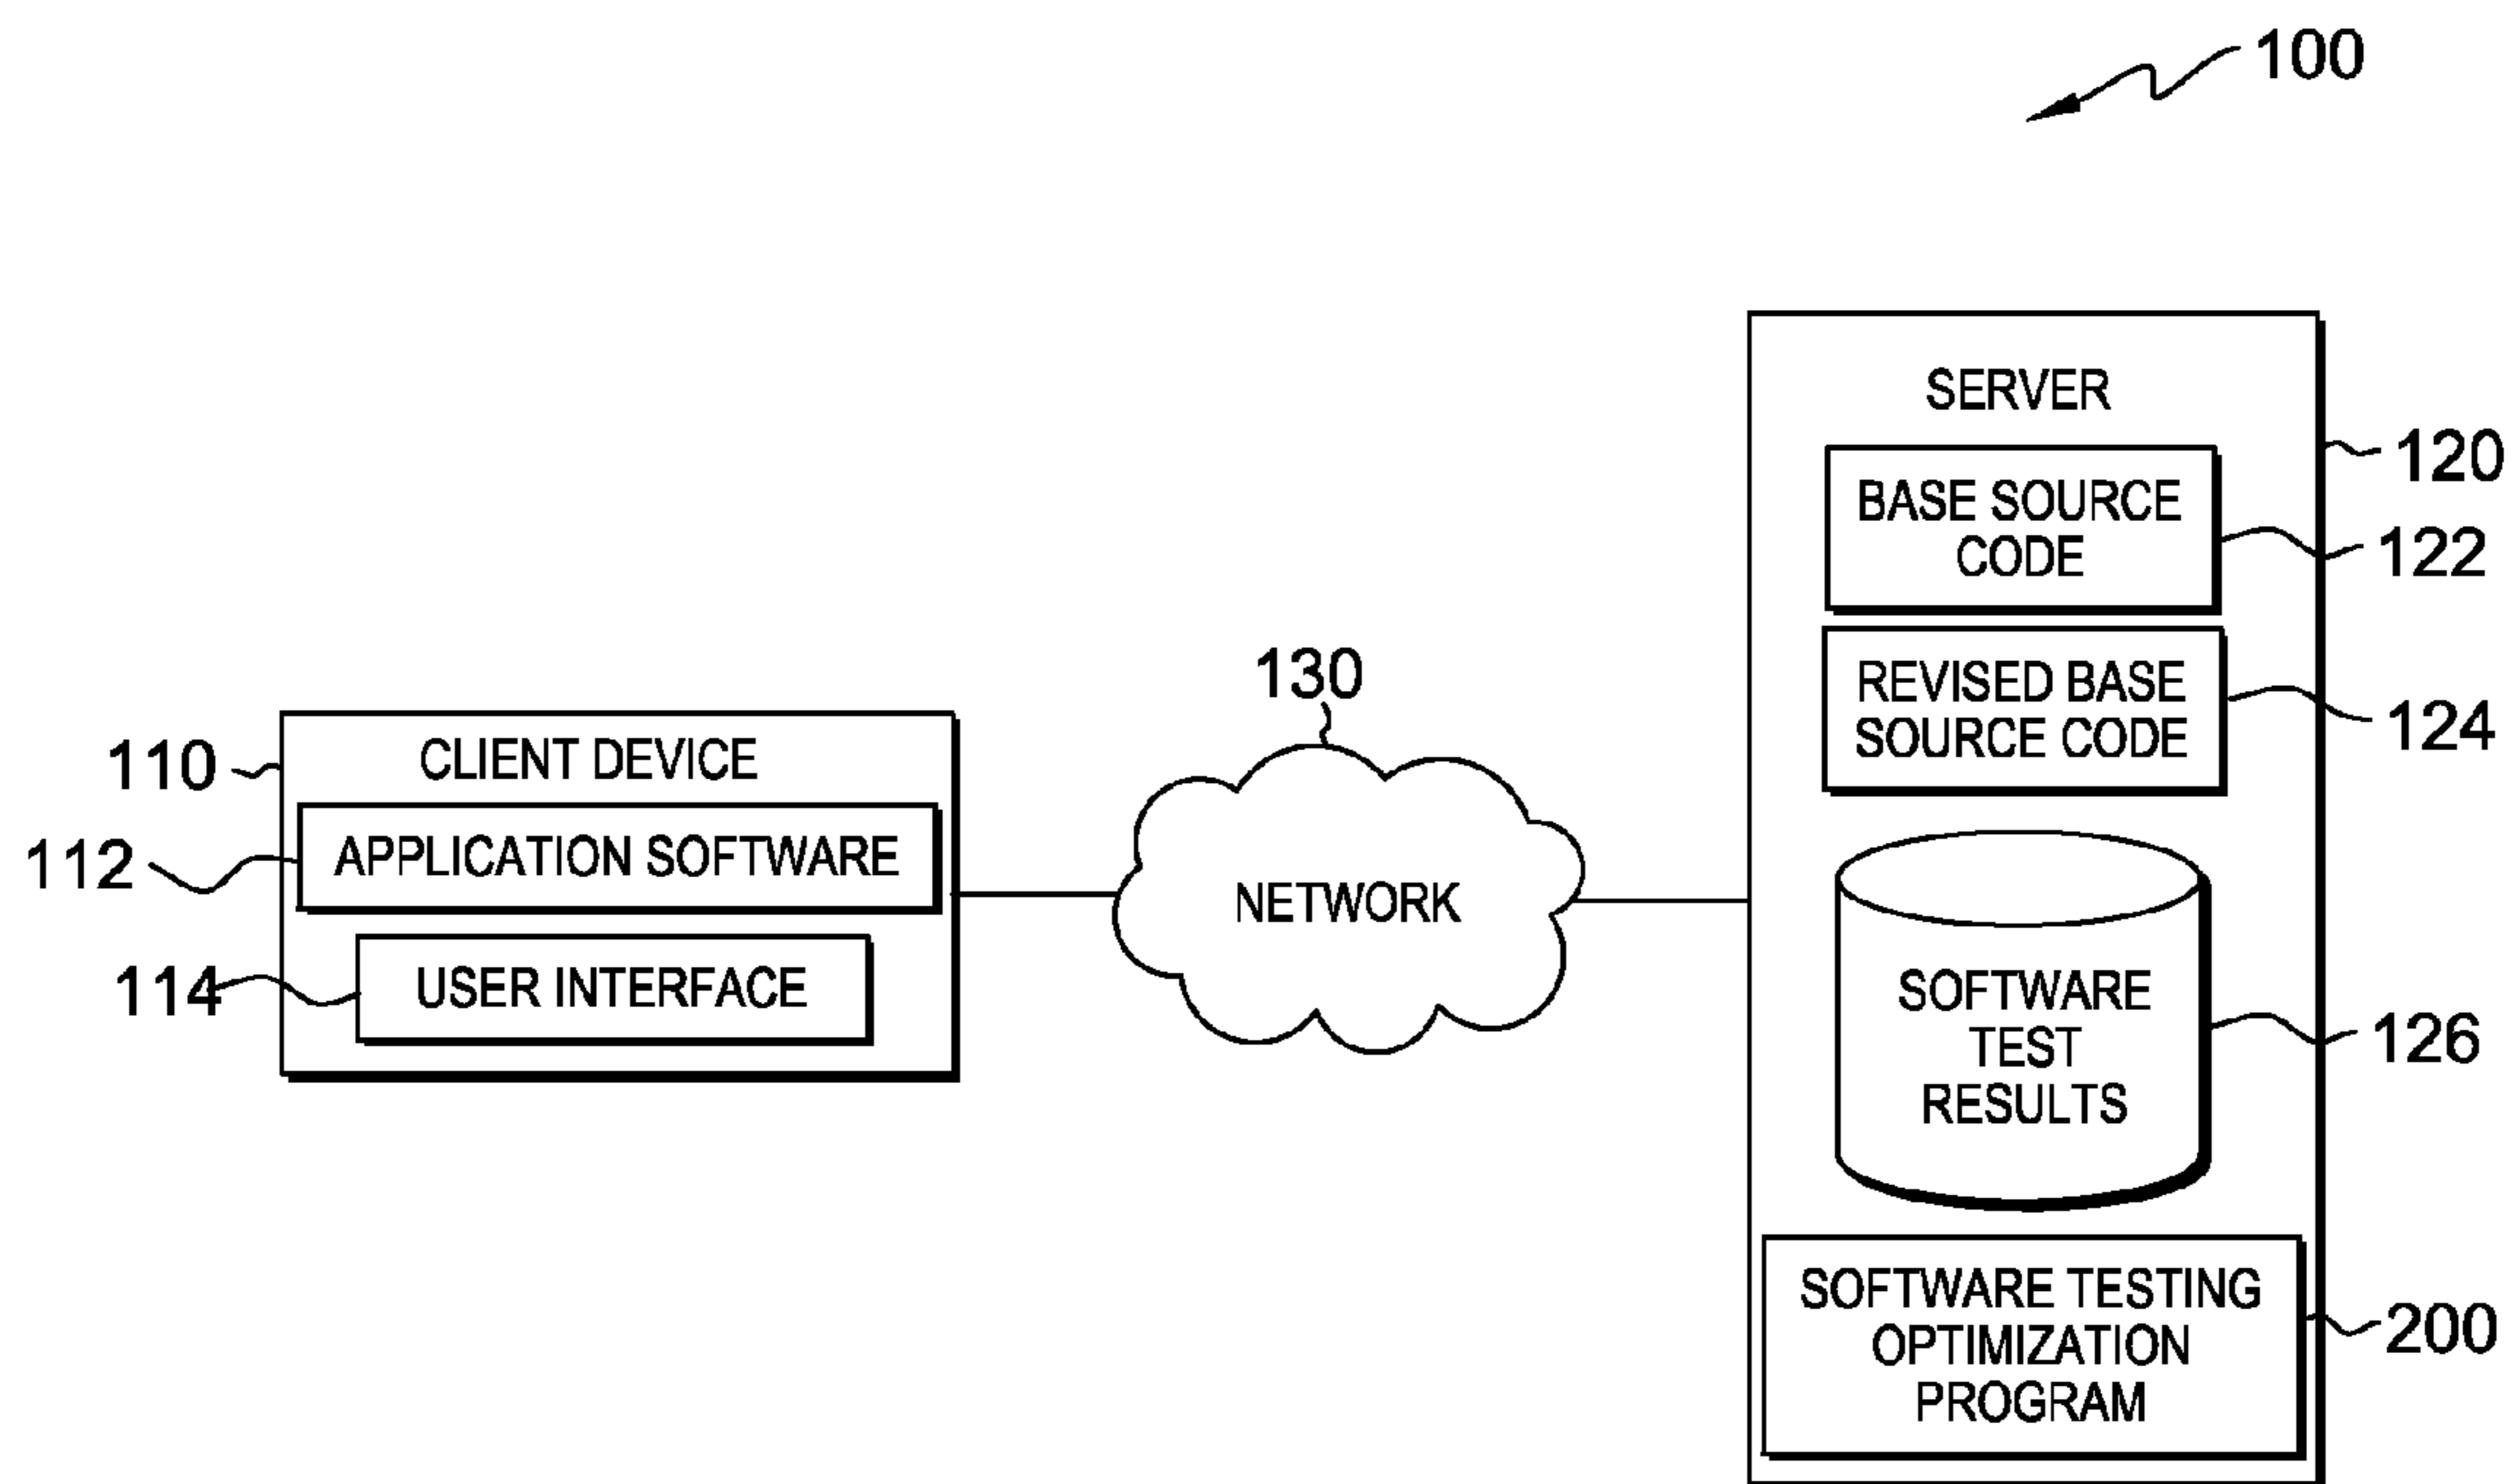 100
SERVER
120
BASE SOURCE
CODE
122
REVISED BASE
SOURCE CODE
124
130
110
CLIENT DEVICE
112
APPLICATION SOFTWARE
114
USER INTERFACE
NETWORK
SOFTWARE
TEST
RESULTS
126
SOFTWARE TESTING
OPTIMIZATION
PROGRAM
200